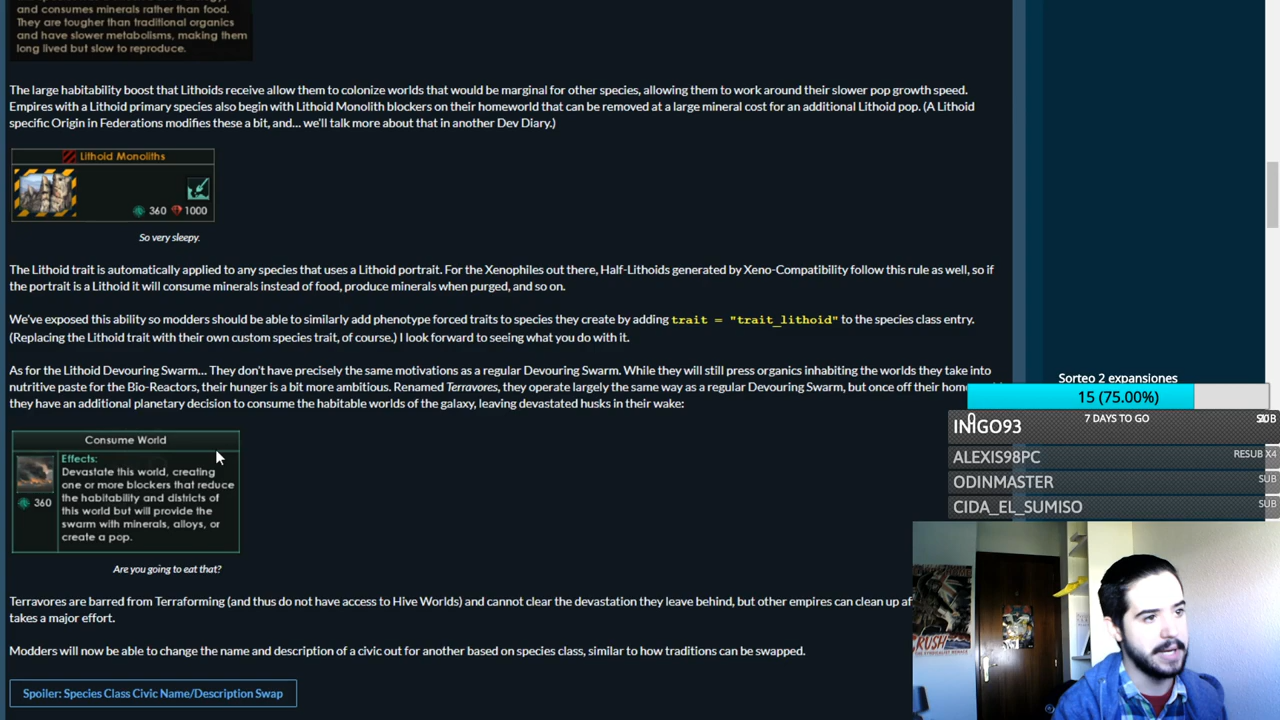 and consumes minerals rather than food.
They are tougher than traditional organics
and have slower metabolisms, making them
long lived but slow to reproduce.
The large habitability boost that Lithoids receive allow them to colonize worlds that would be marginal for other species, allowing them to work around their slower pop growth speed.
Empires with a Lithoid primary species also begin with Lithoid Monolith blockers on their homeworld that can be removed at a large mineral cost for an additional Lithoid pop. (A Lithoid
specific Origin in Federations modifies these a bit, and... we'll talk more about that in another Dev Diary.)
Lithoid Monoliths
360 1000
So very sleepy.
The Lithoid trait is automatically applied to any species that uses a Lithoid portrait. For the Xenophiles out there, Half-Lithoids generated by Xeno-Compatibility follow this rule as well, so if
the portrait is a Lithoid it will consume minerals instead of food, produce minerals when purged, and so on.
We've exposed this ability so modders should be able to similarly add phenotype forced traits to species they create by adding trait = "trait_lithoid" to the species class entry.
(Replacing the Lithoid trait with their own custom species trait, of course.) I look forward to seeing what you do with it.
As for the Lithoid Devouring Swarm... They don't have precisely the same motivations as a regular Devouring Swarm. While they will still press organics inhabiting the worlds they take into
nutritive paste for the Bio-Reactors, their hunger is a bit more ambitious. Renamed Terravores, they operate largely the same way as a regular Devouring Swarm, but once off their
they have an additional planetary decision to consume the habitable worlds of the galaxy, leaving devastated husks in their wake:
Consume World
Effects:
Devastate this world, creating
one or more blockers that reduce
the habitability and districts of
this world but will provide the
swarm with minerals, alloys, or
create a pop.
360
Are you going to eat that?
Terravores are barred from Terraforming (and thus do not have access to Hive Worlds) and cannot clear the devastation they leave behind, but other empires can clean up
takes a major effort.
Modders will now be able to change the name and description of a civic out for another based on species class, similar to how traditions can be swapped.
Spoiler: Species Class Civic Name/Description Swap
Sorteo 2 expansiones
15 (75.00%)
7 DAYS TO GO
INIGO93 SUB
ALEXIS98PC RESUB X4
ODINMASTER SUB
CIDA_EL_SUMISO SUB
CRUSH